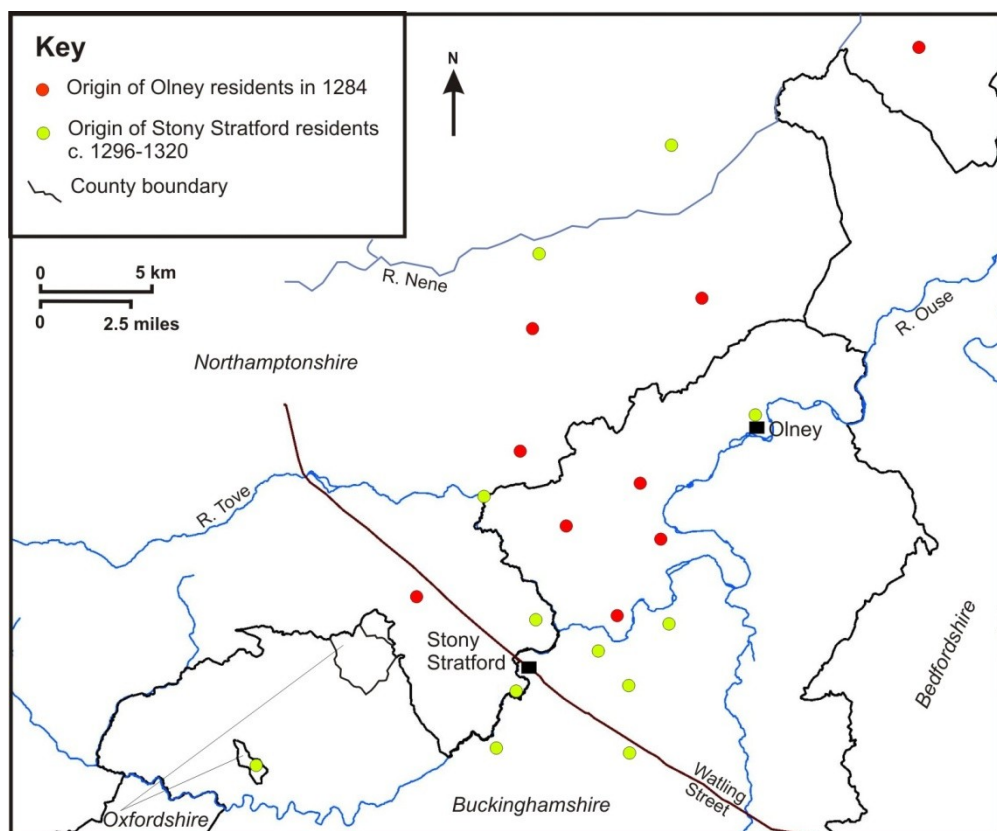 Key
Origin of Olney residents in 1284
Origin of Stony Stratford residents
c. 1296-1320
County boundary
N
0 5 km
0 2.5 miles
R. Nene
R. Ouse
Northamptonshire
Olney
R. Tove
Stony
Stratford
Bedfordshire
Watling
Street
Buckinghamshire
Oxfordshire